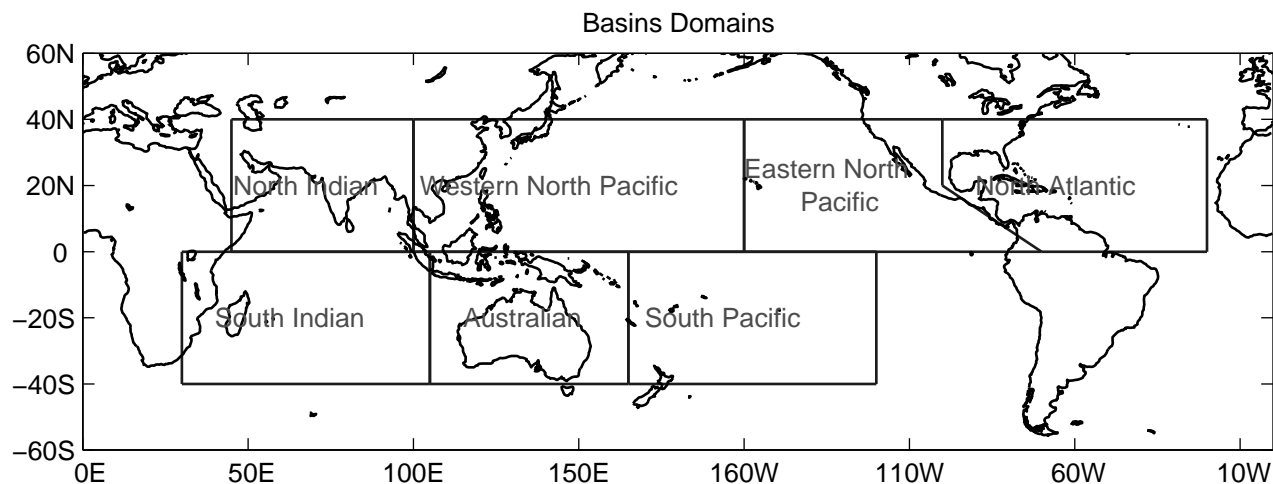 Basins Domains
60N
40N
20N
0
−20S
−40S
−60S
North Indian
Western North Pacific
Eastern North
Pacific
North Atlantic
South Indian
Australian
South Pacific
0E
50E
100E
150E
160W
110W
60W
10W